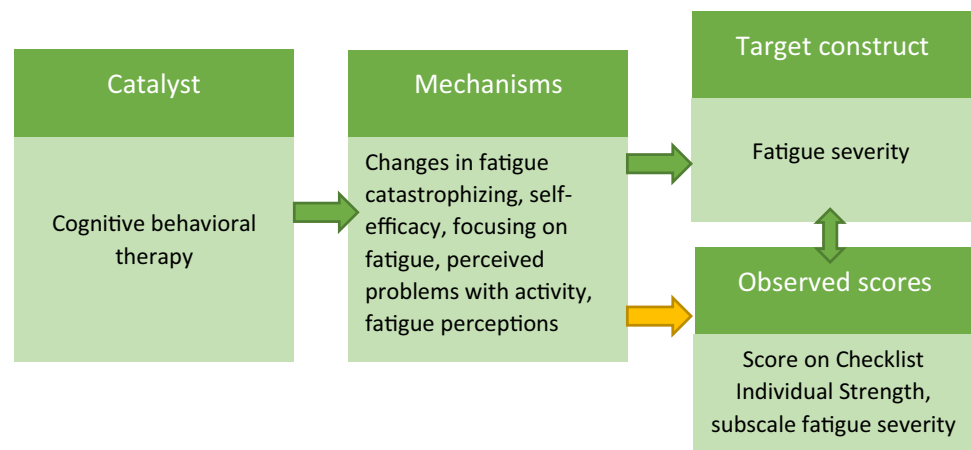 Catalyst
Cognitive behavioral
therapy
Mechanisms
Changes in fatigue
catastrophizing, self-
efficacy, focusing on
fatigue, perceived
problems with activity,
fatigue perceptions
Target construct
Fatigue severity
Observed scores
Score on Checklist
Individual Strength,
subscale fatigue severity